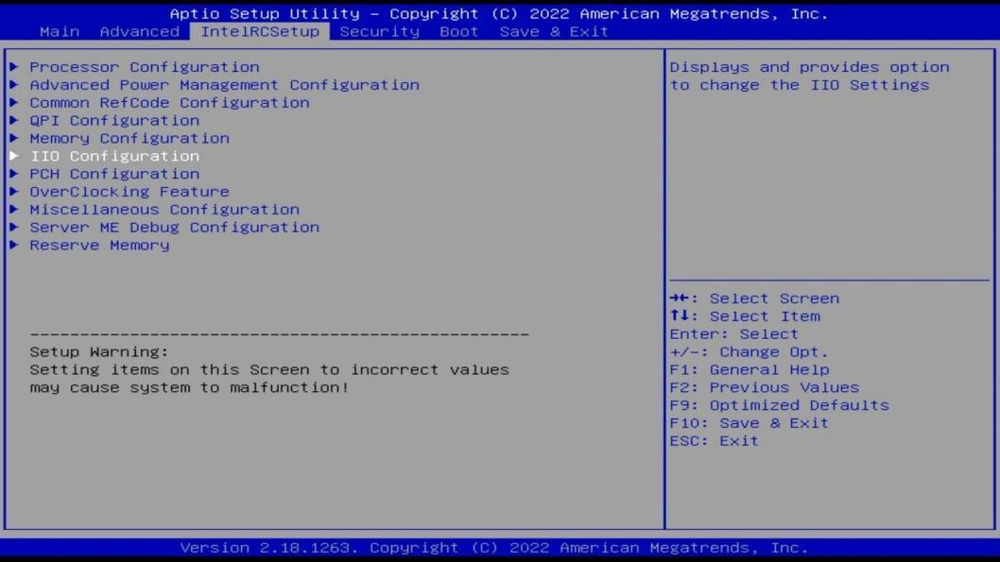 Aptio Setup Utility – Copyright (C) 2022 American Megatrends, Inc.
Main Advanced IntelRCSetup Security Boot Save & Exit
▶ Processor Configuration
▶ Advanced Power Management Configuration
▶ Common RefCode Configuration
▶ QPI Configuration
▶ Memory Configuration
▶ IIO Configuration
▶ PCH Configuration
▶ OverClocking Feature
▶ Miscellaneous Configuration
▶ Server ME Debug Configuration
▶ Reserve Memory
--------------------------------------------------
Setup Warning:
Setting items on this Screen to incorrect values
may cause system to malfunction!
Displays and provides option
to change the IIO Settings
→←: Select Screen
↑↓: Select Item
Enter: Select
+/-: Change Opt.
F1: General Help
F2: Previous Values
F9: Optimized Defaults
F10: Save & Exit
ESC: Exit
Version 2.18.1263. Copyright (C) 2022 American Megatrends, Inc.